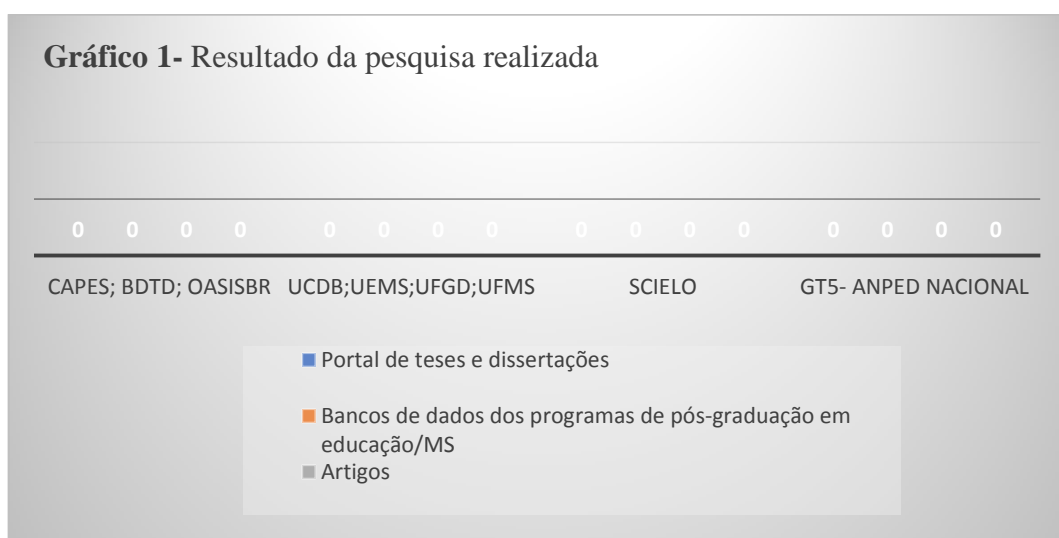 Gráfico 1- Resultado da pesquisa realizada
0 0 0 0 0 0 0 0 0 0 0 0 0 0 0 0
CAPES; BDTD; OASISBR UCDB;UEMS;UFGD;UFMS SCIELO GT5- ANPED NACIONAL
Portal de teses e dissertações
Bancos de dados dos programas de pós-graduação em
educação/MS
Artigos